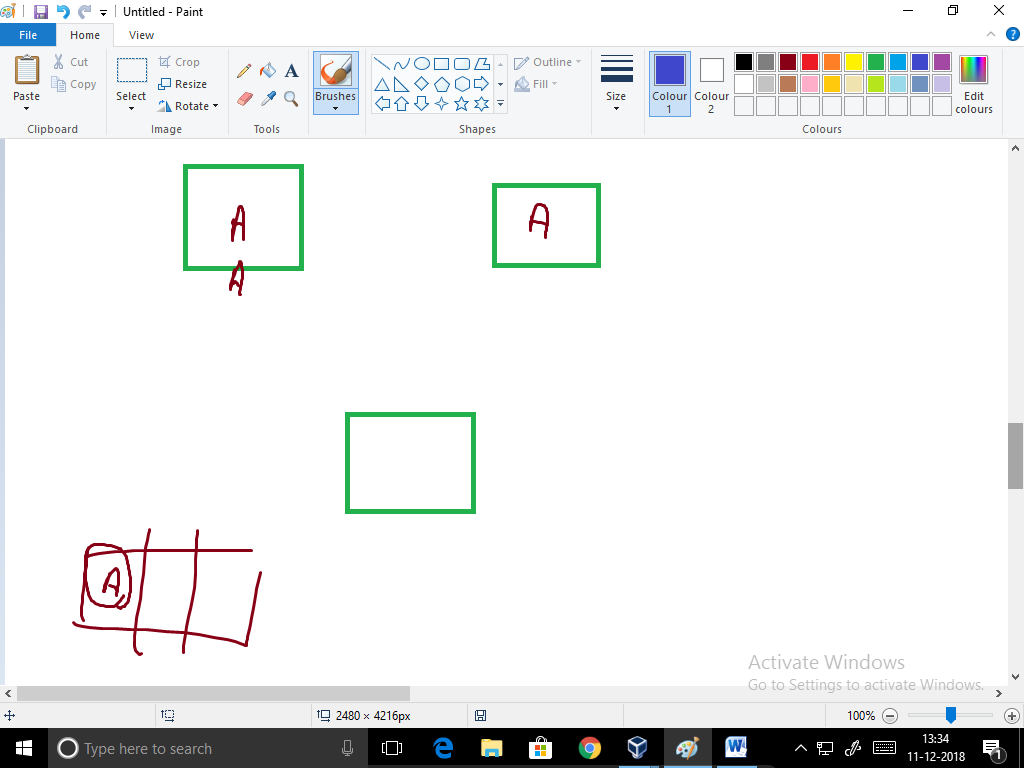 Untitled - Paint
File Home View
Paste Cut Copy Clipboard
Select Crop Resize Rotate Image
A Tools
Brushes
Outline Fill Shapes
Size
Colour 1 Colour 2 Edit colours Colours
A A
A
A
Activate Windows
Go to Settings to activate Windows.
2480 × 4216px 100%
Type here to search
13:34
11-12-2018
1